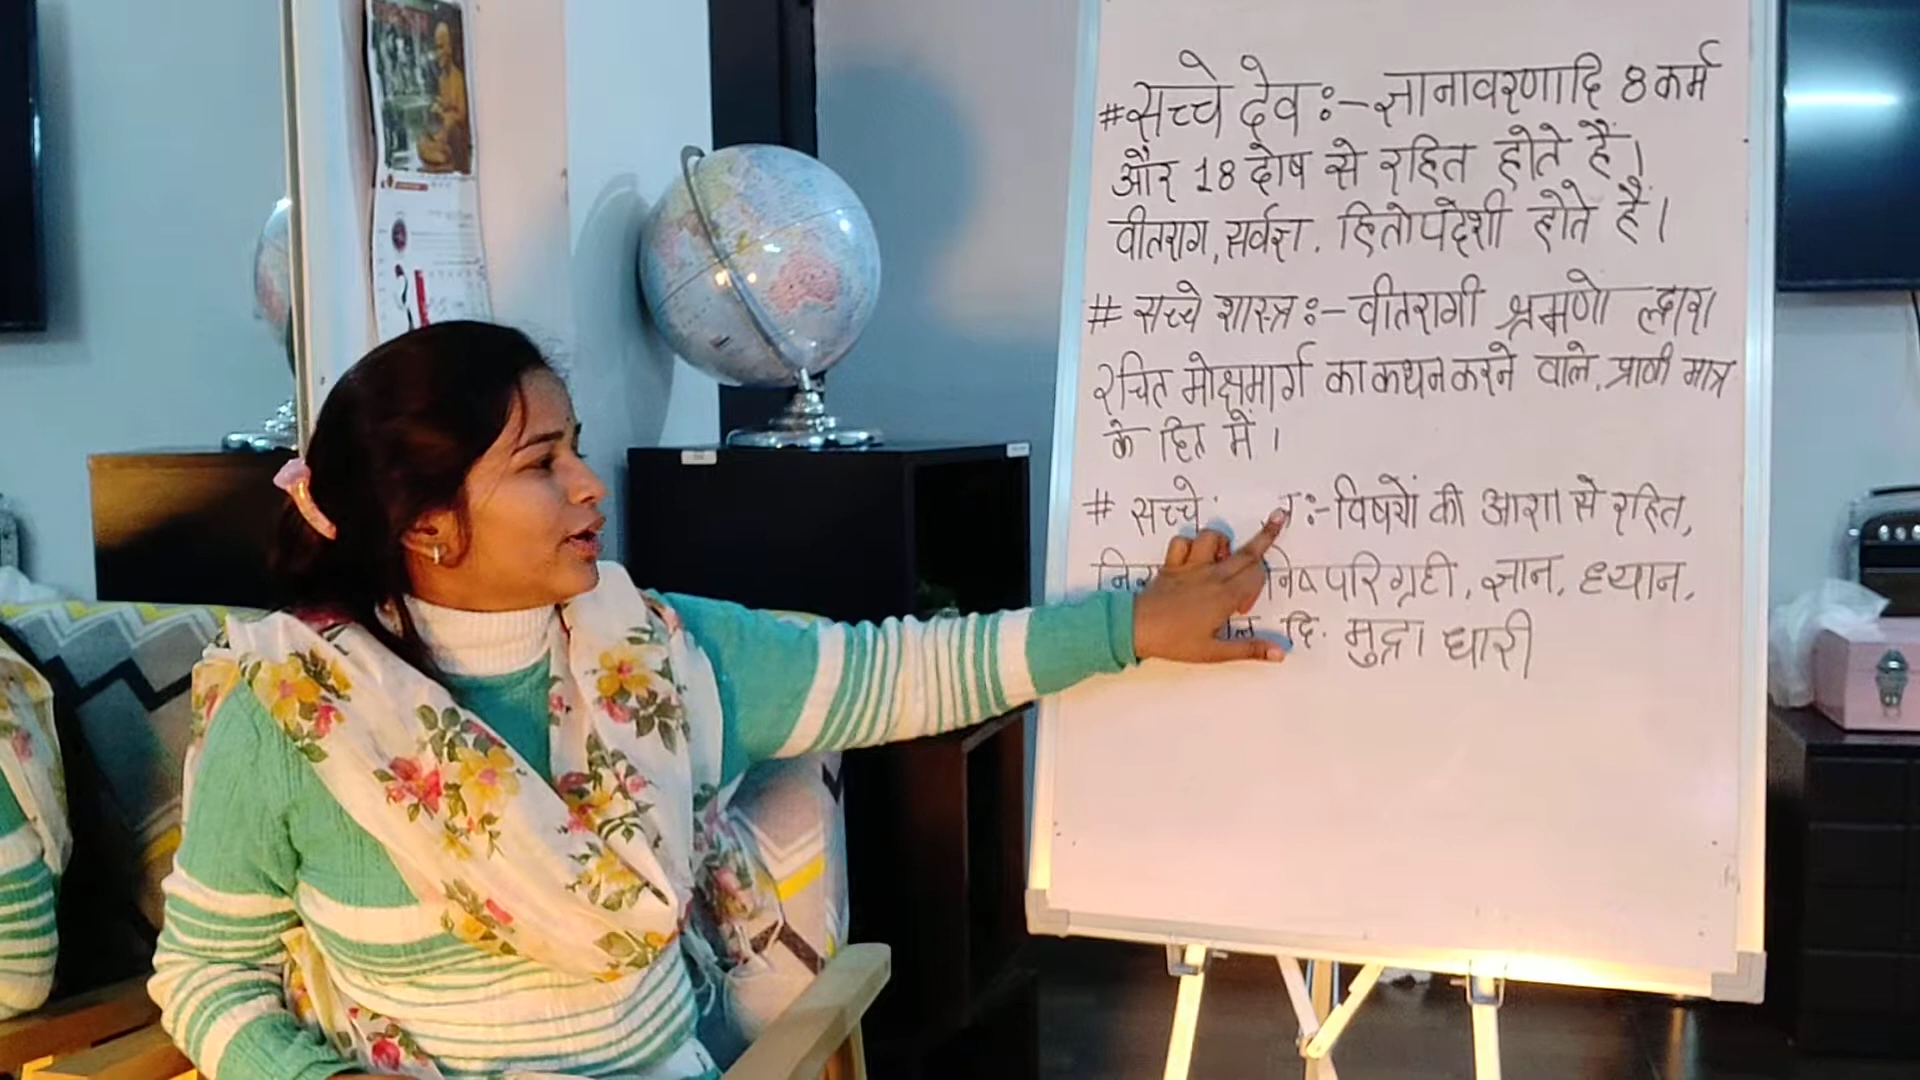 # सच्चे देव :- ज्ञानावरणादि 8 कर्म
और 18 दोष से रहित होते हैं।
वीतराग, सर्वज्ञ, हितोपदेशी होते हैं।
# सच्चे शास्त्र :- वीतरागी श्रमणो द्वारा
रचित मोक्षमार्ग का कथन करने वाले, प्राणी मात्र
के हित में।
# सच्चे :- विषयों की आशा से रहित,
निष्परिग्रही, ज्ञान, ध्यान,
दि. मुद्रा धारी